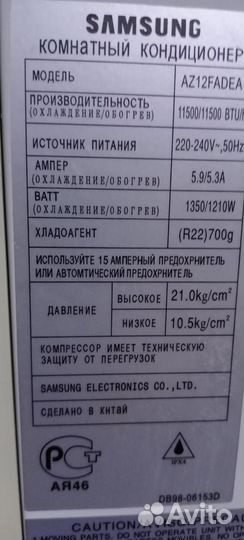 SAMSUNG
КОМНАТНЫЙ КОНДИЦИОНЕР
МОДЕЛЬ AZ12FADEA
ПРОИЗВОДИТЕЛЬНОСТЬ
(ОХЛАЖДЕНИЕ/ОБОГРЕВ) 11500/11500 BTU/
ИСТОЧНИК ПИТАНИЯ 220-240V~,50Hz
АМПЕР
(ОХЛАЖДЕНИЕ/ОБОГРЕВ) 5.9/5.3A
ВАТТ
(ОХЛАЖДЕНИЕ/ОБОГРЕВ) 1350/1210W
ХЛАДОАГЕНТ (R22)700g
ИСПОЛЬЗУЙТЕ 15 АМПЕРНЫЙ ПРЕДОХРНИТЕЛЬ
ИЛИ АВТОМТИЧЕСКИЙ ПРЕДОХРНИТЕЛЬ
ДАВЛЕНИЕ ВЫСОКОЕ 21.0kg/cm²
НИЗКОЕ 10.5kg/cm²
КОМПРЕССОР ИМЕЕТ ТЕХНИЧЕСКУЮ
ЗАЩИТУ ОТ ПЕРЕГРУЗОК
SAMSUNG ELECTRONICS CO.,LTD.
СДЕЛАНО В КНТАЙ
АЯ46
IPX4
DB98-06153D
Avito